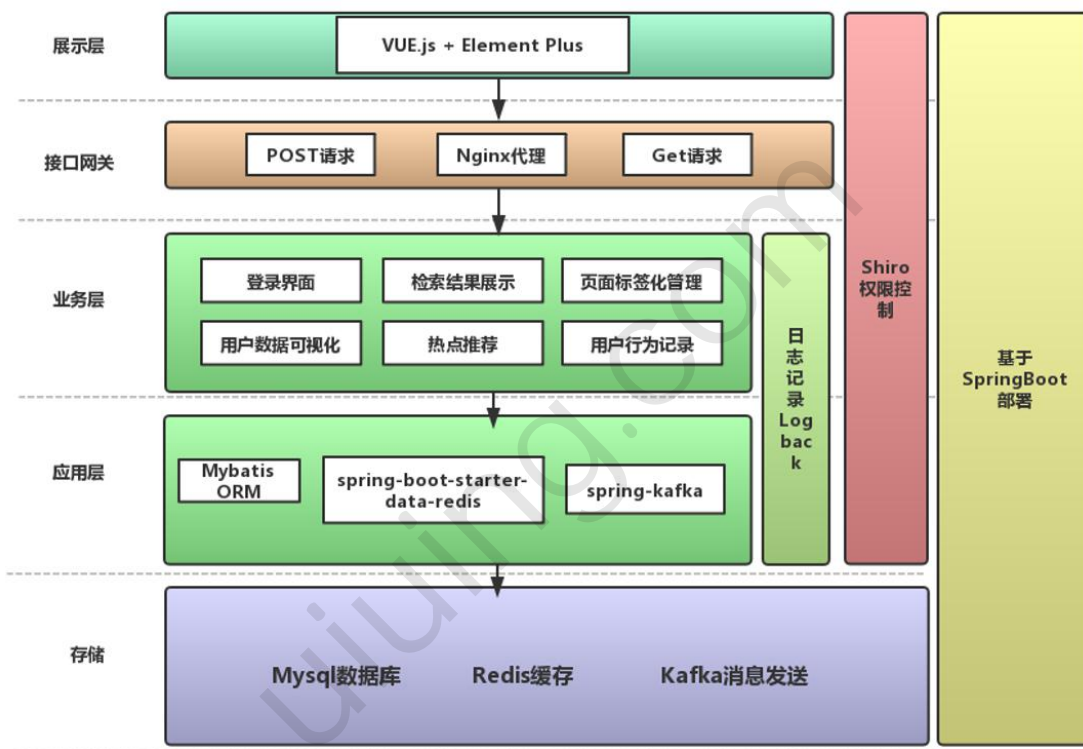 展示层
VUE.js + Element Plus
接口网关
POST请求
Nginx代理
Get请求
业务层
登录界面
检索结果展示
页面标签化管理
用户数据可视化
热点推荐
用户行为记录
应用层
Mybatis
ORM
spring-boot-starter-
data-redis
spring-kafka
日
志
记
录
Log
bac
k
Shiro
权限控
制
基于
SpringBoot
部署
存储
Mysql数据库
Redis缓存
Kafka消息发送